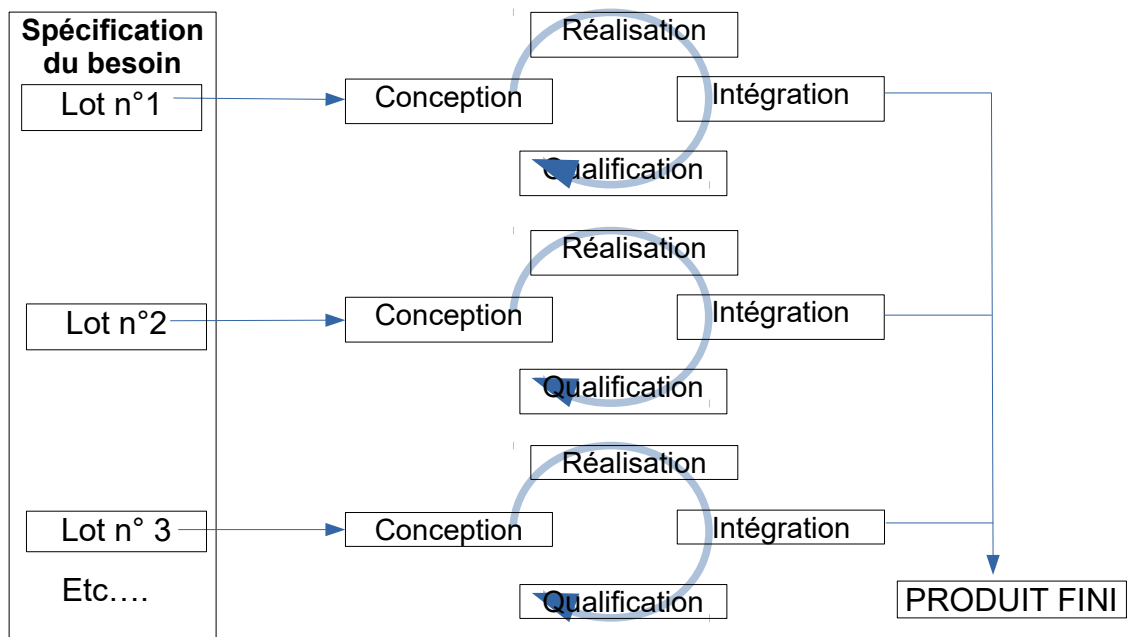 Spécification
du besoin
Lot n°1
Réalisation
Conception
Intégration
Qualification
Lot n°2
Réalisation
Conception
Intégration
Qualification
Lot n° 3
Réalisation
Conception
Intégration
Qualification
Etc....
PRODUIT FINI